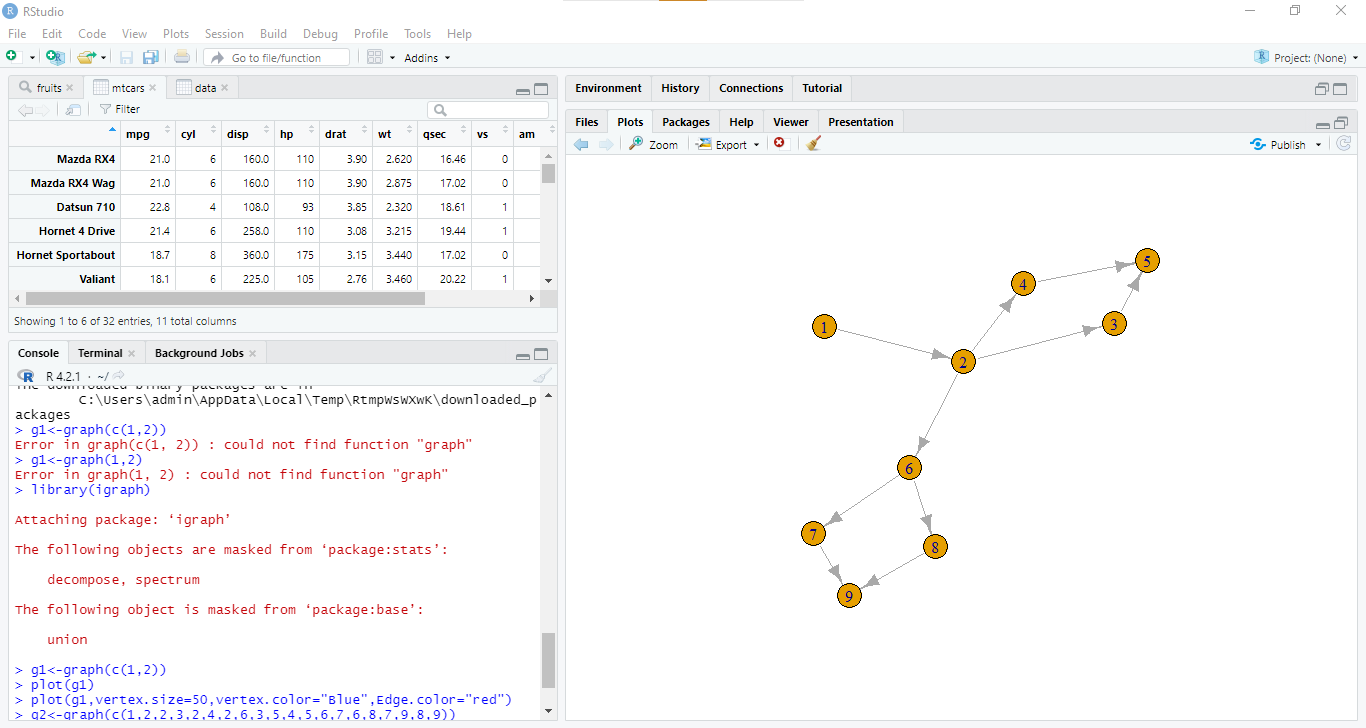 RStudio
File Edit Code View Plots Session Build Debug Profile Tools Help
Go to file/function Addins Project: (None)
fruits mtcars data
Filter
mpg cyl disp hp drat wt qsec vs am
Mazda RX4 21.0 6 160.0 110 3.90 2.620 16.46 0
Mazda RX4 Wag 21.0 6 160.0 110 3.90 2.875 17.02 0
Datsun 710 22.8 4 108.0 93 3.85 2.320 18.61 1
Hornet 4 Drive 21.4 6 258.0 110 3.08 3.215 19.44 1
Hornet Sportabout 18.7 8 360.0 175 3.15 3.440 17.02 0
Valiant 18.1 6 225.0 105 2.76 3.460 20.22 1
Showing 1 to 6 of 32 entries, 11 total columns
Console Terminal Background Jobs
R 4.2.1 · ~/
The downloaded binary packages are in
C:\Users\admin\AppData\Local\Temp\RtmpWsWXwK\downloaded_p
ackages
> g1<-graph(c(1,2))
Error in graph(c(1, 2)) : could not find function "graph"
> g1<-graph(1,2)
Error in graph(1, 2) : could not find function "graph"
> library(igraph)
Attaching package: ‘igraph’
The following objects are masked from ‘package:stats’:
decompose, spectrum
The following object is masked from ‘package:base’:
union
> g1<-graph(c(1,2))
> plot(g1)
> plot(g1,vertex.size=50,vertex.color="Blue",Edge.color="red")
> g2<-graph(c(1,2,2,3,2,4,2,6,3,5,4,5,6,7,6,8,7,9,8,9))
Environment History Connections Tutorial
Files Plots Packages Help Viewer Presentation
Zoom Export Publish
5
4
3
1
2
6
7
8
9